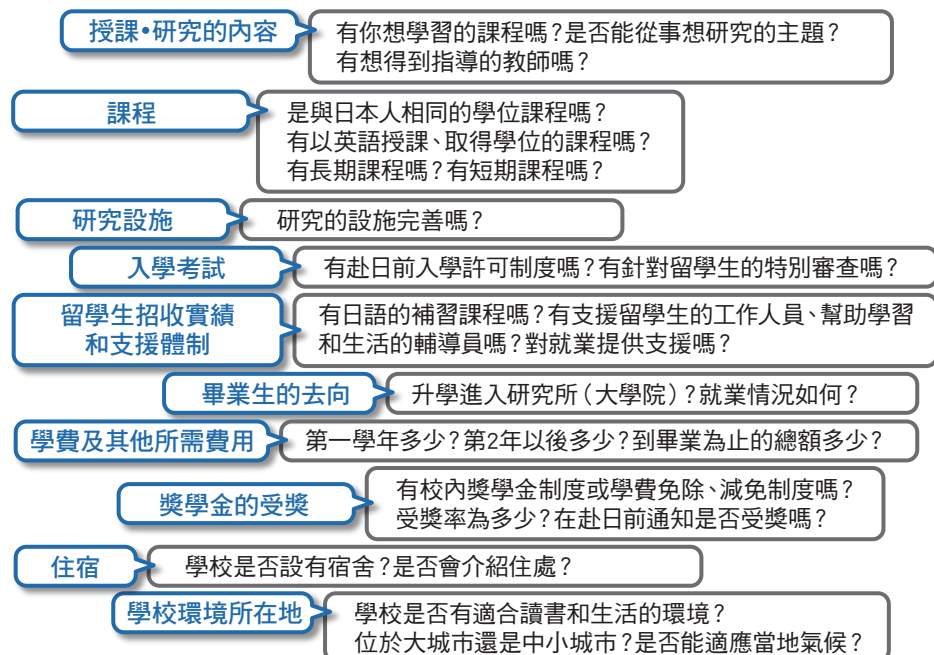 授課•研究的內容
有你想學習的課程嗎？是否能從事想研究的主題？
有想得到指導的教師嗎？
課程
是與日本人相同的學位課程嗎？
有以英語授課、取得學位的課程嗎？
有長期課程嗎？有短期課程嗎？
研究設施
研究的設施完善嗎？
入學考試
有赴日前入學許可制度嗎？有針對留學生的特別審查嗎？
留學生招收實績
和支援體制
有日語的補習課程嗎？有支援留學生的工作人員、幫助學習
和生活的輔導員嗎？對就業提供支援嗎？
畢業生的去向
升學進入研究所（大學院）？就業情況如何？
學費及其他所需費用
第一學年多少？第2年以後多少？到畢業為止的總額多少？
獎學金的受獎
有校內獎學金制度或學費免除、減免制度嗎？
受獎率為多少？在赴日前通知是否受獎嗎？
住宿
學校是否設有宿舍？是否會介紹住處？
學校環境所在地
學校是否有適合讀書和生活的環境？
位於大城市還是中小城市？是否能適應當地氣候？